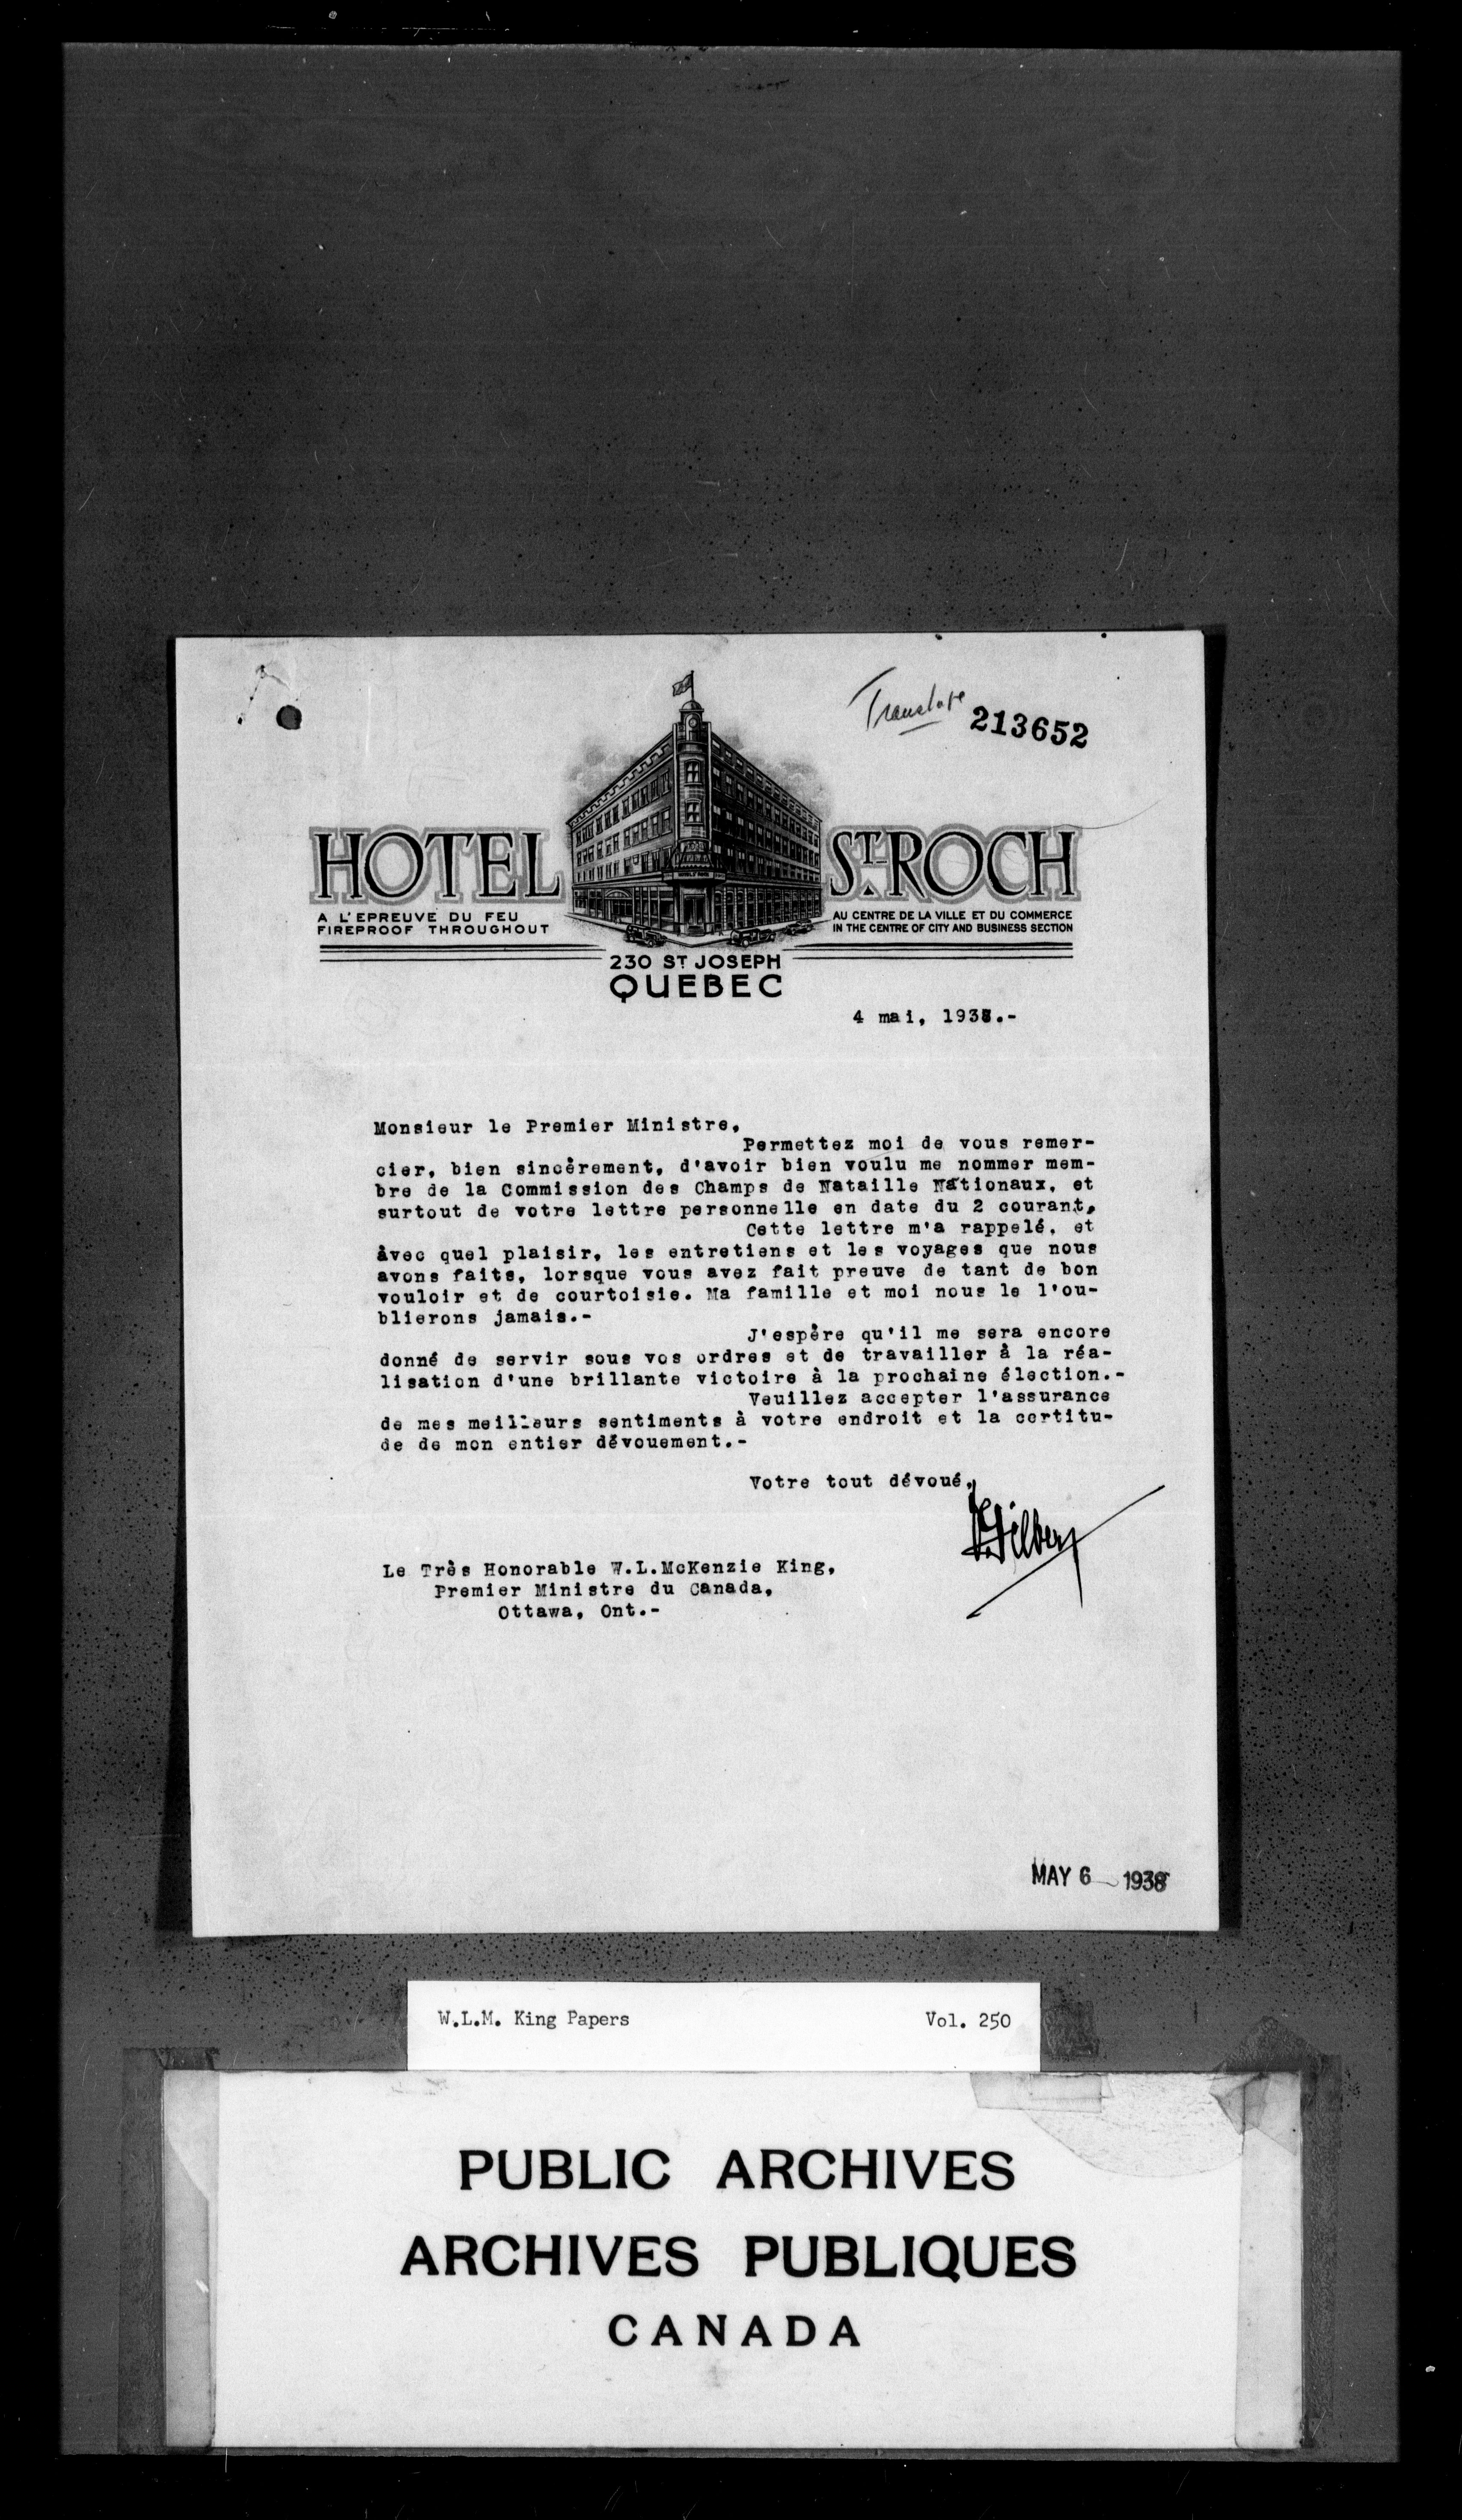 Translate
213652
HOTEL ST. ROCH
A L'EPREUVE DU FEU
FIREPROOF THROUGHOUT
AU CENTRE DE LA VILLE ET DU COMMERCE
IN THE CENTRE OF CITY AND BUSINESS SECTION
230 ST JOSEPH
QUEBEC
4 mai, 1938.-
Monsieur le Premier Ministre,
Permettez moi de vous remer-
cier, bien sincèrement, d'avoir bien voulu me nommer mem-
bre de la Commission des Champs de Nataille Nationaux, et
surtout de votre lettre personnelle en date du 2 courant.
Cette lettre m'a rappelé, et
àvec quel plaisir, les entretiens et les voyages que nous
avons faits, lorsque vous avez fait preuve de tant de bon
vouloir et de courtoisie. Ma famille et moi nous le l'ou-
blierons jamais.-
J'espère qu'il me sera encore
donné de servir sous vos ordres et de travailler à la réa-
lisation d'une brillante victoire à la prochaine élection.-
Veuillez accepter l'assurance
de mes meilleurs sentiments à votre endroit et la certitu-
de de mon entier dévouement.-
Votre tout dévoué,
Le Très Honorable W.L.McKenzie King,
Premier Ministre du Canada,
Ottawa, Ont.-
MAY 6 1938
W.L.M. King Papers Vol. 250
PUBLIC ARCHIVES
ARCHIVES PUBLIQUES
CANADA